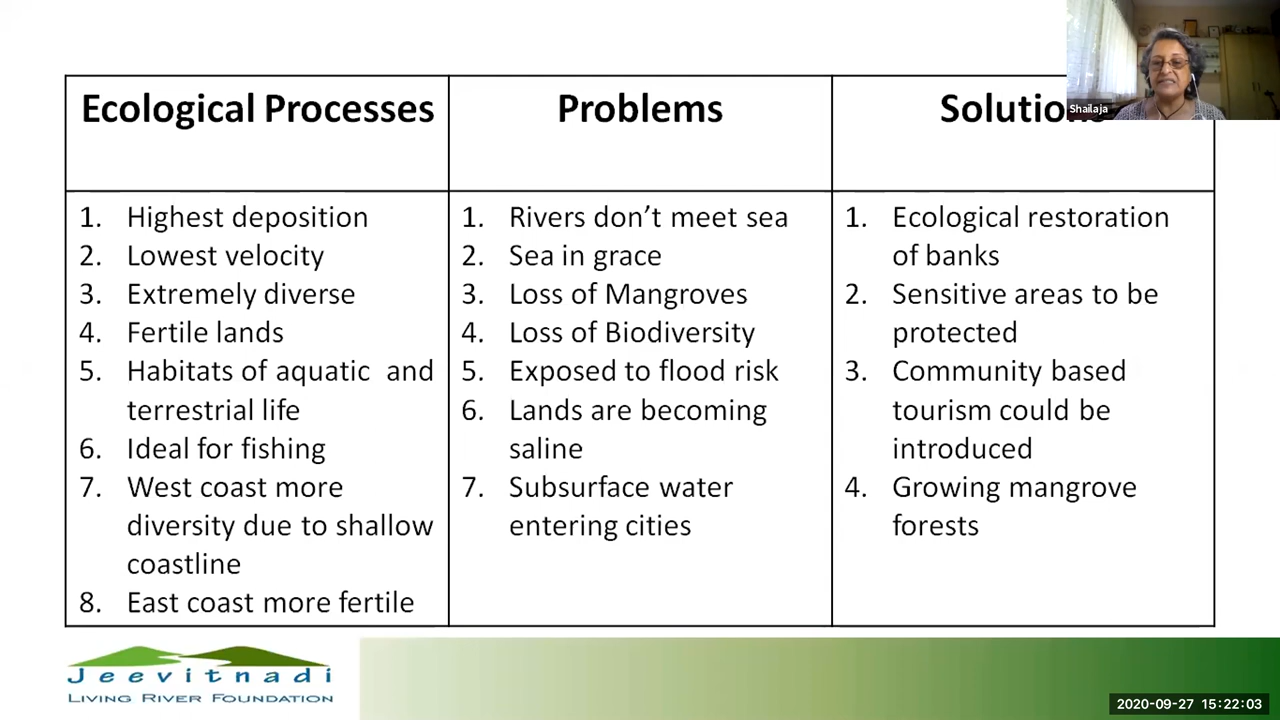 Ecological Processes
Problems
Solutions
1. Highest deposition
2. Lowest velocity
3. Extremely diverse
4. Fertile lands
5. Habitats of aquatic and
terrestrial life
6. Ideal for fishing
7. West coast more
diversity due to shallow
coastline
8. East coast more fertile
1. Rivers don’t meet sea
2. Sea in grace
3. Loss of Mangroves
4. Loss of Biodiversity
5. Exposed to flood risk
6. Lands are becoming
saline
7. Subsurface water
entering cities
1. Ecological restoration
of banks
2. Sensitive areas to be
protected
3. Community based
tourism could be
introduced
4. Growing mangrove
forests
Shailaja
Jeevitnadi
LIVING RIVER FOUNDATION
2020-09-27 15:22:03